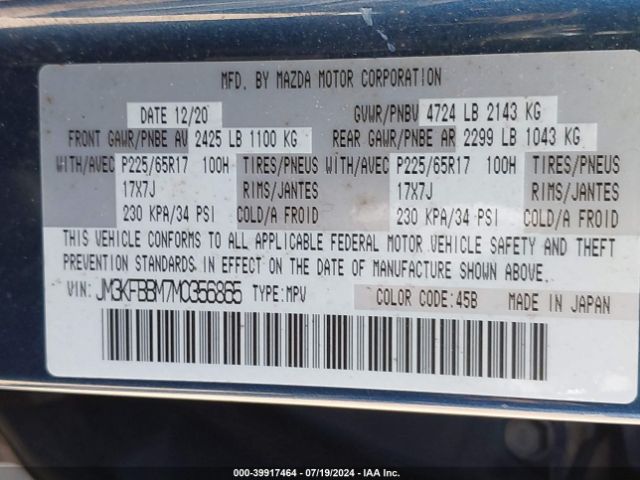 MFD. BY MAZDA MOTOR CORPORATION
DATE 12/20 GVWR/PNBV 4724 LB 2143 KG
FRONT GAWR/PNBE AV 2425 LB 1100 KG REAR GAWR/PNBE AR 2299 LB 1043 KG
WITH/AVEC P225/65R17 100H TIRES/PNEUS WITH/AVEC P225/65R17 100H TIRES/PNEUS
17X7J RIMS/JANTES 17X7J RIMS/JANTES
230 KPA/34 PSI COLD/A FROID 230 KPA/34 PSI COLD/A FROID
THIS VEHICLE CONFORMS TO ALL APPLICABLE FEDERAL MOTOR VEHICLE SAFETY AND THEFT
PREVENTION STANDARDS IN EFFECT ON THE DATE OF MANUFACTURE SHOWN ABOVE.
VIN: JM3KFBBM7M0356865 TYPE:MPV COLOR CODE:45B MADE IN JAPAN
000-39917464 - 07/19/2024 - IAA Inc.